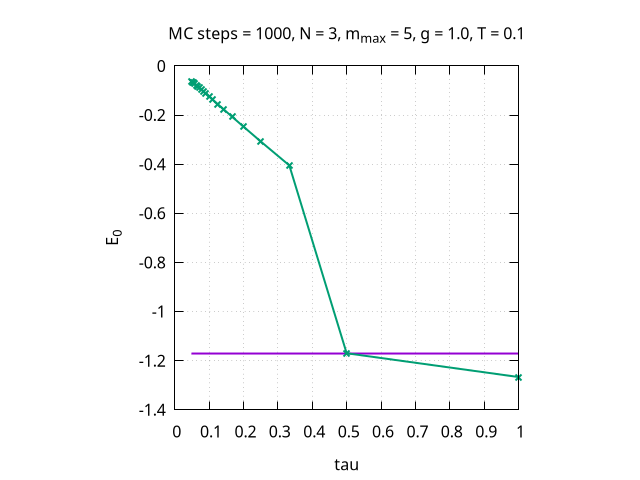 MC steps = 1000, N = 3, mmax = 5, g = 1.0, T = 0.1
0
-0.2
-0.4
-0.6
-0.8
-1
-1.2
-1.4
E0
0 0.1 0.2 0.3 0.4 0.5 0.6 0.7 0.8 0.9 1
tau